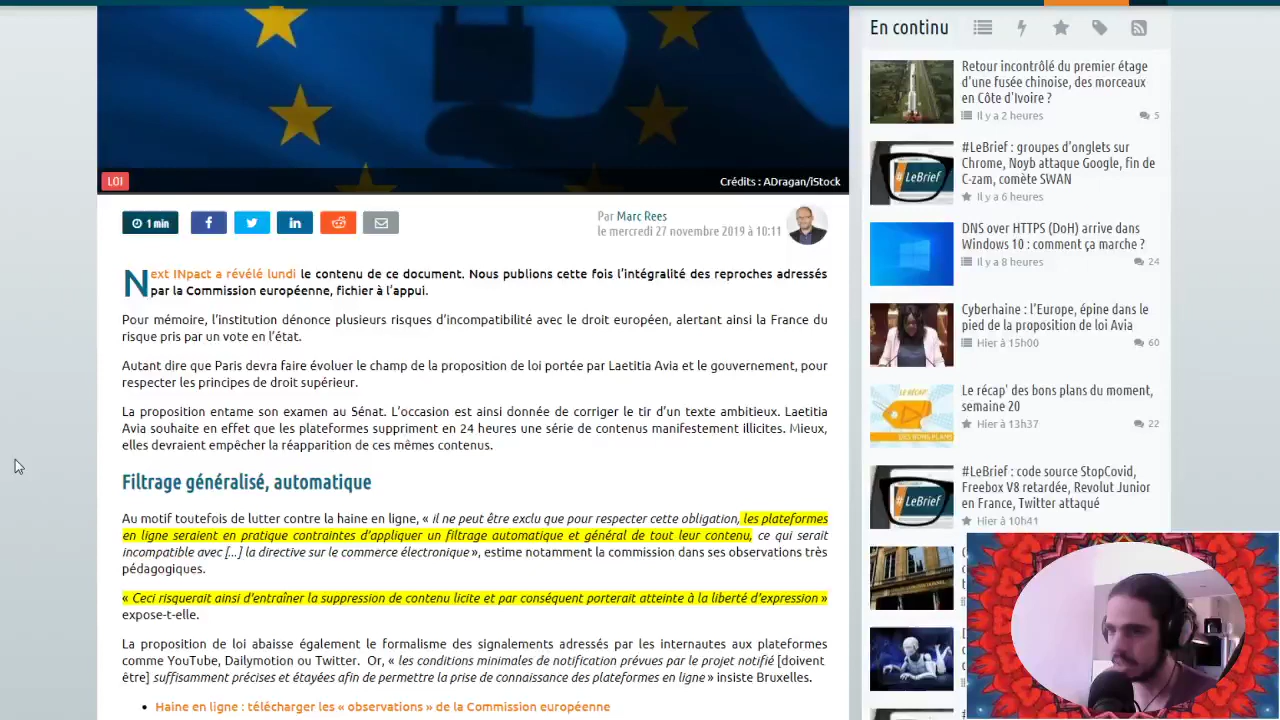 LOI
Crédits : ADragan/iStock
1 min
Par Marc Rees
le mercredi 27 novembre 2019 à 10:11
Next INpact a révélé lundi le contenu de ce document. Nous publions cette fois l'intégralité des reproches adressés
par la Commission européenne, fichier à l'appui.
Pour mémoire, l'institution dénonce plusieurs risques d'incompatibilité avec le droit européen, alertant ainsi la France du
risque pris par un vote en l'état.
Autant dire que Paris devra faire évoluer le champ de la proposition de loi portée par Laetitia Avia et le gouvernement, pour
respecter les principes de droit supérieur.
La proposition entame son examen au Sénat. L'occasion est ainsi donnée de corriger le tir d'un texte ambitieux. Laetitia
Avia souhaite en effet que les plateformes suppriment en 24 heures une série de contenus manifestement illicites. Mieux,
elles devraient empêcher la réapparition de ces mêmes contenus.
Filtrage généralisé, automatique
Au motif toutefois de lutter contre la haine en ligne, « il ne peut être exclu que pour respecter cette obligation, les plateformes
en ligne seraient en pratique contraintes d'appliquer un filtrage automatique et général de tout leur contenu, ce qui serait
incompatible avec [...] la directive sur le commerce électronique », estime notamment la commission dans ses observations très
pédagogiques.
« Ceci risquerait ainsi d'entraîner la suppression de contenu licite et par conséquent porterait atteinte à la liberté d'expression »
expose-t-elle.
La proposition de loi abaisse également le formalisme des signalements adressés par les internautes aux plateformes
comme YouTube, Dailymotion ou Twitter. Or, « les conditions minimales de notification prévues par le projet notifié [doivent
être] suffisamment précises et étayées afin de permettre la prise de connaissance des plateformes en ligne » insiste Bruxelles.
• Haine en ligne : télécharger les « observations » de la Commission européenne
En continu
Retour incontrôlé du premier étage
d'une fusée chinoise, des morceaux
en Côte d'Ivoire ?
Il y a 2 heures 5
#LeBrief
#LeBrief : groupes d'onglets sur
Chrome, Noyb attaque Google, fin de
C-zam, comète SWAN
Il y a 6 heures
DNS over HTTPS (DoH) arrive dans
Windows 10 : comment ça marche ?
Il y a 8 heures 24
Cyberhaine : l'Europe, épine dans le
pied de la proposition de loi Avia
Hier à 15h00 60
LE RÉCAP'
DES BONS PLANS
Le récap' des bons plans du moment,
semaine 20
Hier à 13h37 22
#LeBrief
#LeBrief : code source StopCovid,
Freebox V8 retardée, Revolut Junior
en France, Twitter attaqué
Hier à 10h41